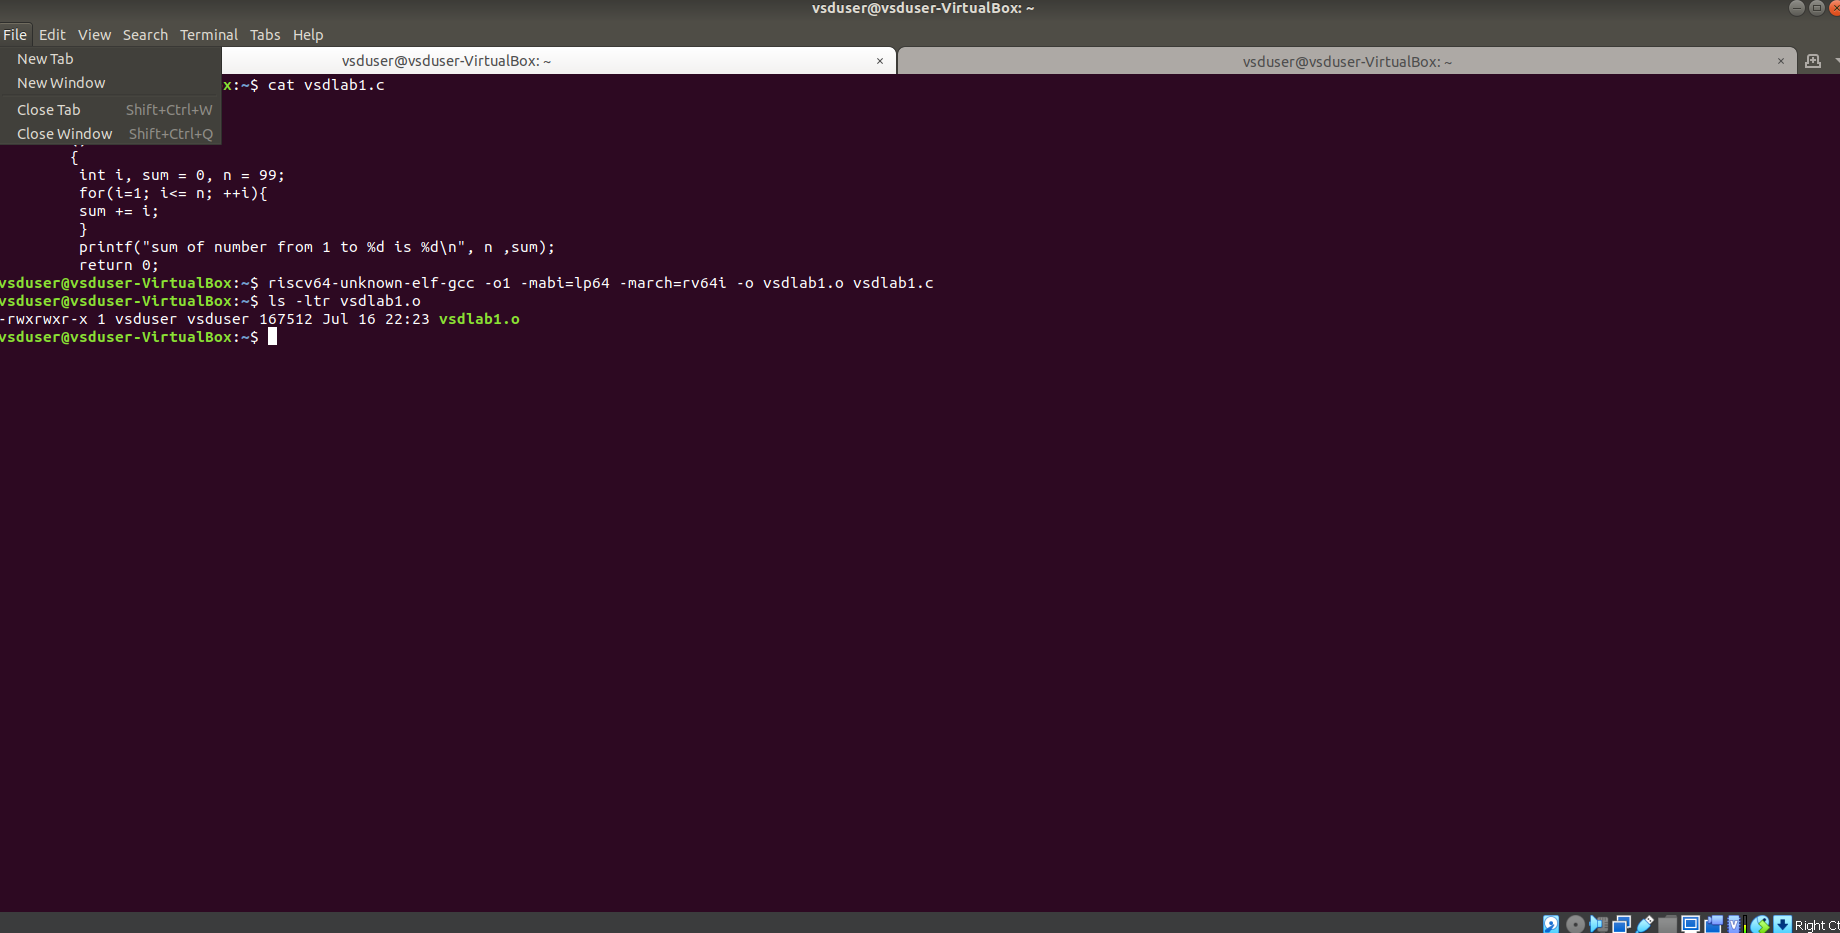 vsduser@vsduser-VirtualBox: ~
File Edit View Search Terminal Tabs Help
New Tab
New Window
Close Tab Shift+Ctrl+W
Close Window Shift+Ctrl+Q
vsduser@vsduser-VirtualBox: ~ ×
vsduser@vsduser-VirtualBox: ~ ×
x:~$ cat vsdlab1.c
{
int i, sum = 0, n = 99;
for(i=1; i<= n; ++i){
sum += i;
}
printf("sum of number from 1 to %d is %d\n", n ,sum);
return 0;
vsduser@vsduser-VirtualBox:~$ riscv64-unknown-elf-gcc -o1 -mabi=lp64 -march=rv64i -o vsdlab1.o vsdlab1.c
vsduser@vsduser-VirtualBox:~$ ls -ltr vsdlab1.o
-rwxrwxr-x 1 vsduser vsduser 167512 Jul 16 22:23 vsdlab1.o
vsduser@vsduser-VirtualBox:~$
Right Ct